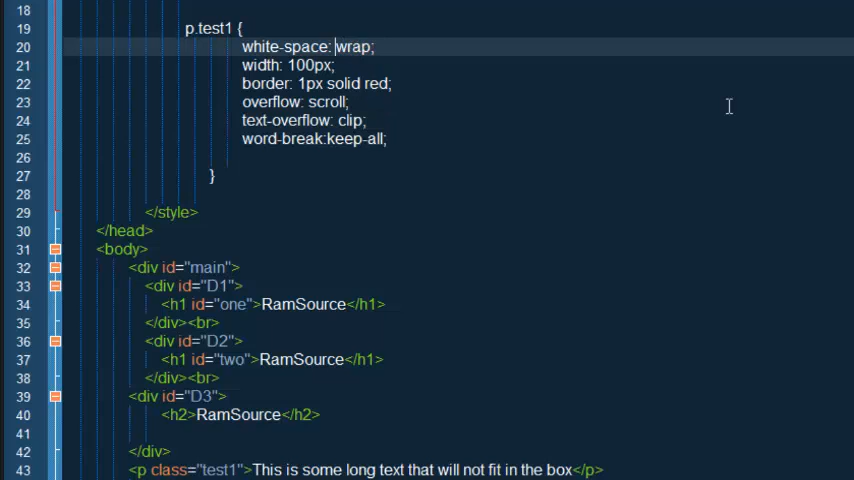 18
19 p.test1 {
20 white-space: wrap;
21 width: 100px;
22 border: 1px solid red;
23 overflow: scroll;
24 text-overflow: clip;
25 word-break:keep-all;
26
27 }
28
29 </style>
30 </head>
31 <body>
32 <div id="main">
33 <div id="D1">
34 <h1 id="one">RamSource</h1>
35 </div><br>
36 <div id="D2">
37 <h1 id="two">RamSource</h1>
38 </div><br>
39 <div id="D3">
40 <h2>RamSource</h2>
41
42 </div>
43 <p class="test1">This is some long text that will not fit in the box</p>